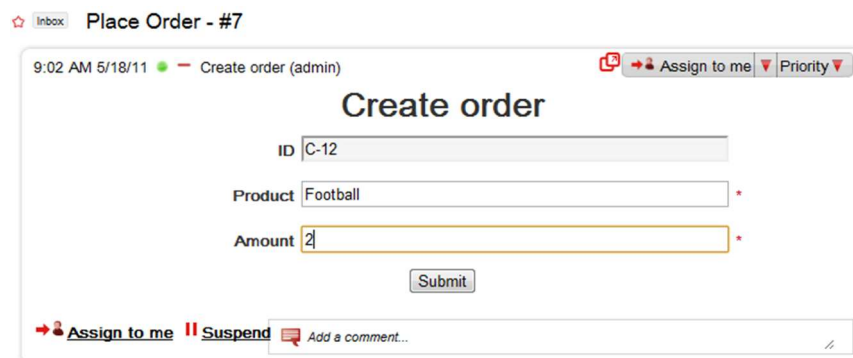 Inbox Place Order - #7
9:02 AM 5/18/11 Create order (admin) Assign to me Priority
Create order
ID C-12
Product Football *
Amount 2 *
Submit
Assign to me Suspend Add a comment...